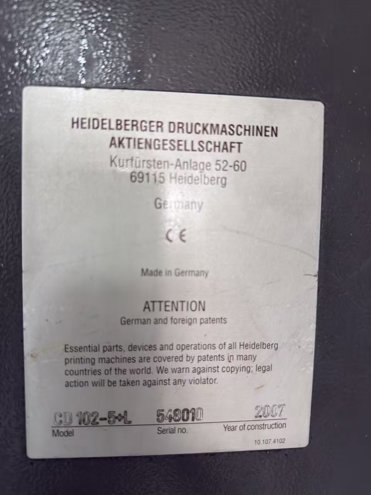 HEIDELBERGER DRUCKMASCHINEN
AKTIENGESELLSCHAFT
Kurfürsten-Anlage 52-60
69115 Heidelberg
Germany
CE
Made in Germany
ATTENTION
German and foreign patents
Essential parts, devices and operations of all Heidelberg
printing machines are covered by patents in many
countries of the world. We warn against copying; legal
action will be taken against any violator.
CD 102-5+L 548010 2007
Model Serial no. Year of construction
10.107.4102